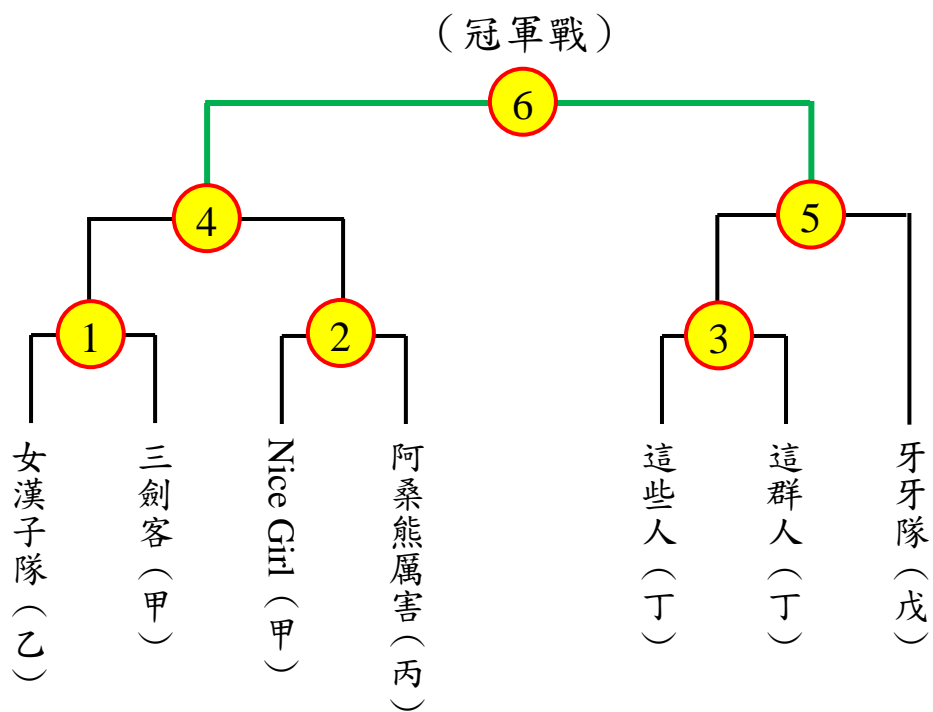 （冠軍戰）
6
4
5
1
2
3
女漢子隊（乙）
三劍客（甲）
Nice Girl（甲）
阿桑熊厲害（丙）
這些人（丁）
這群人（丁）
牙牙隊（戊）